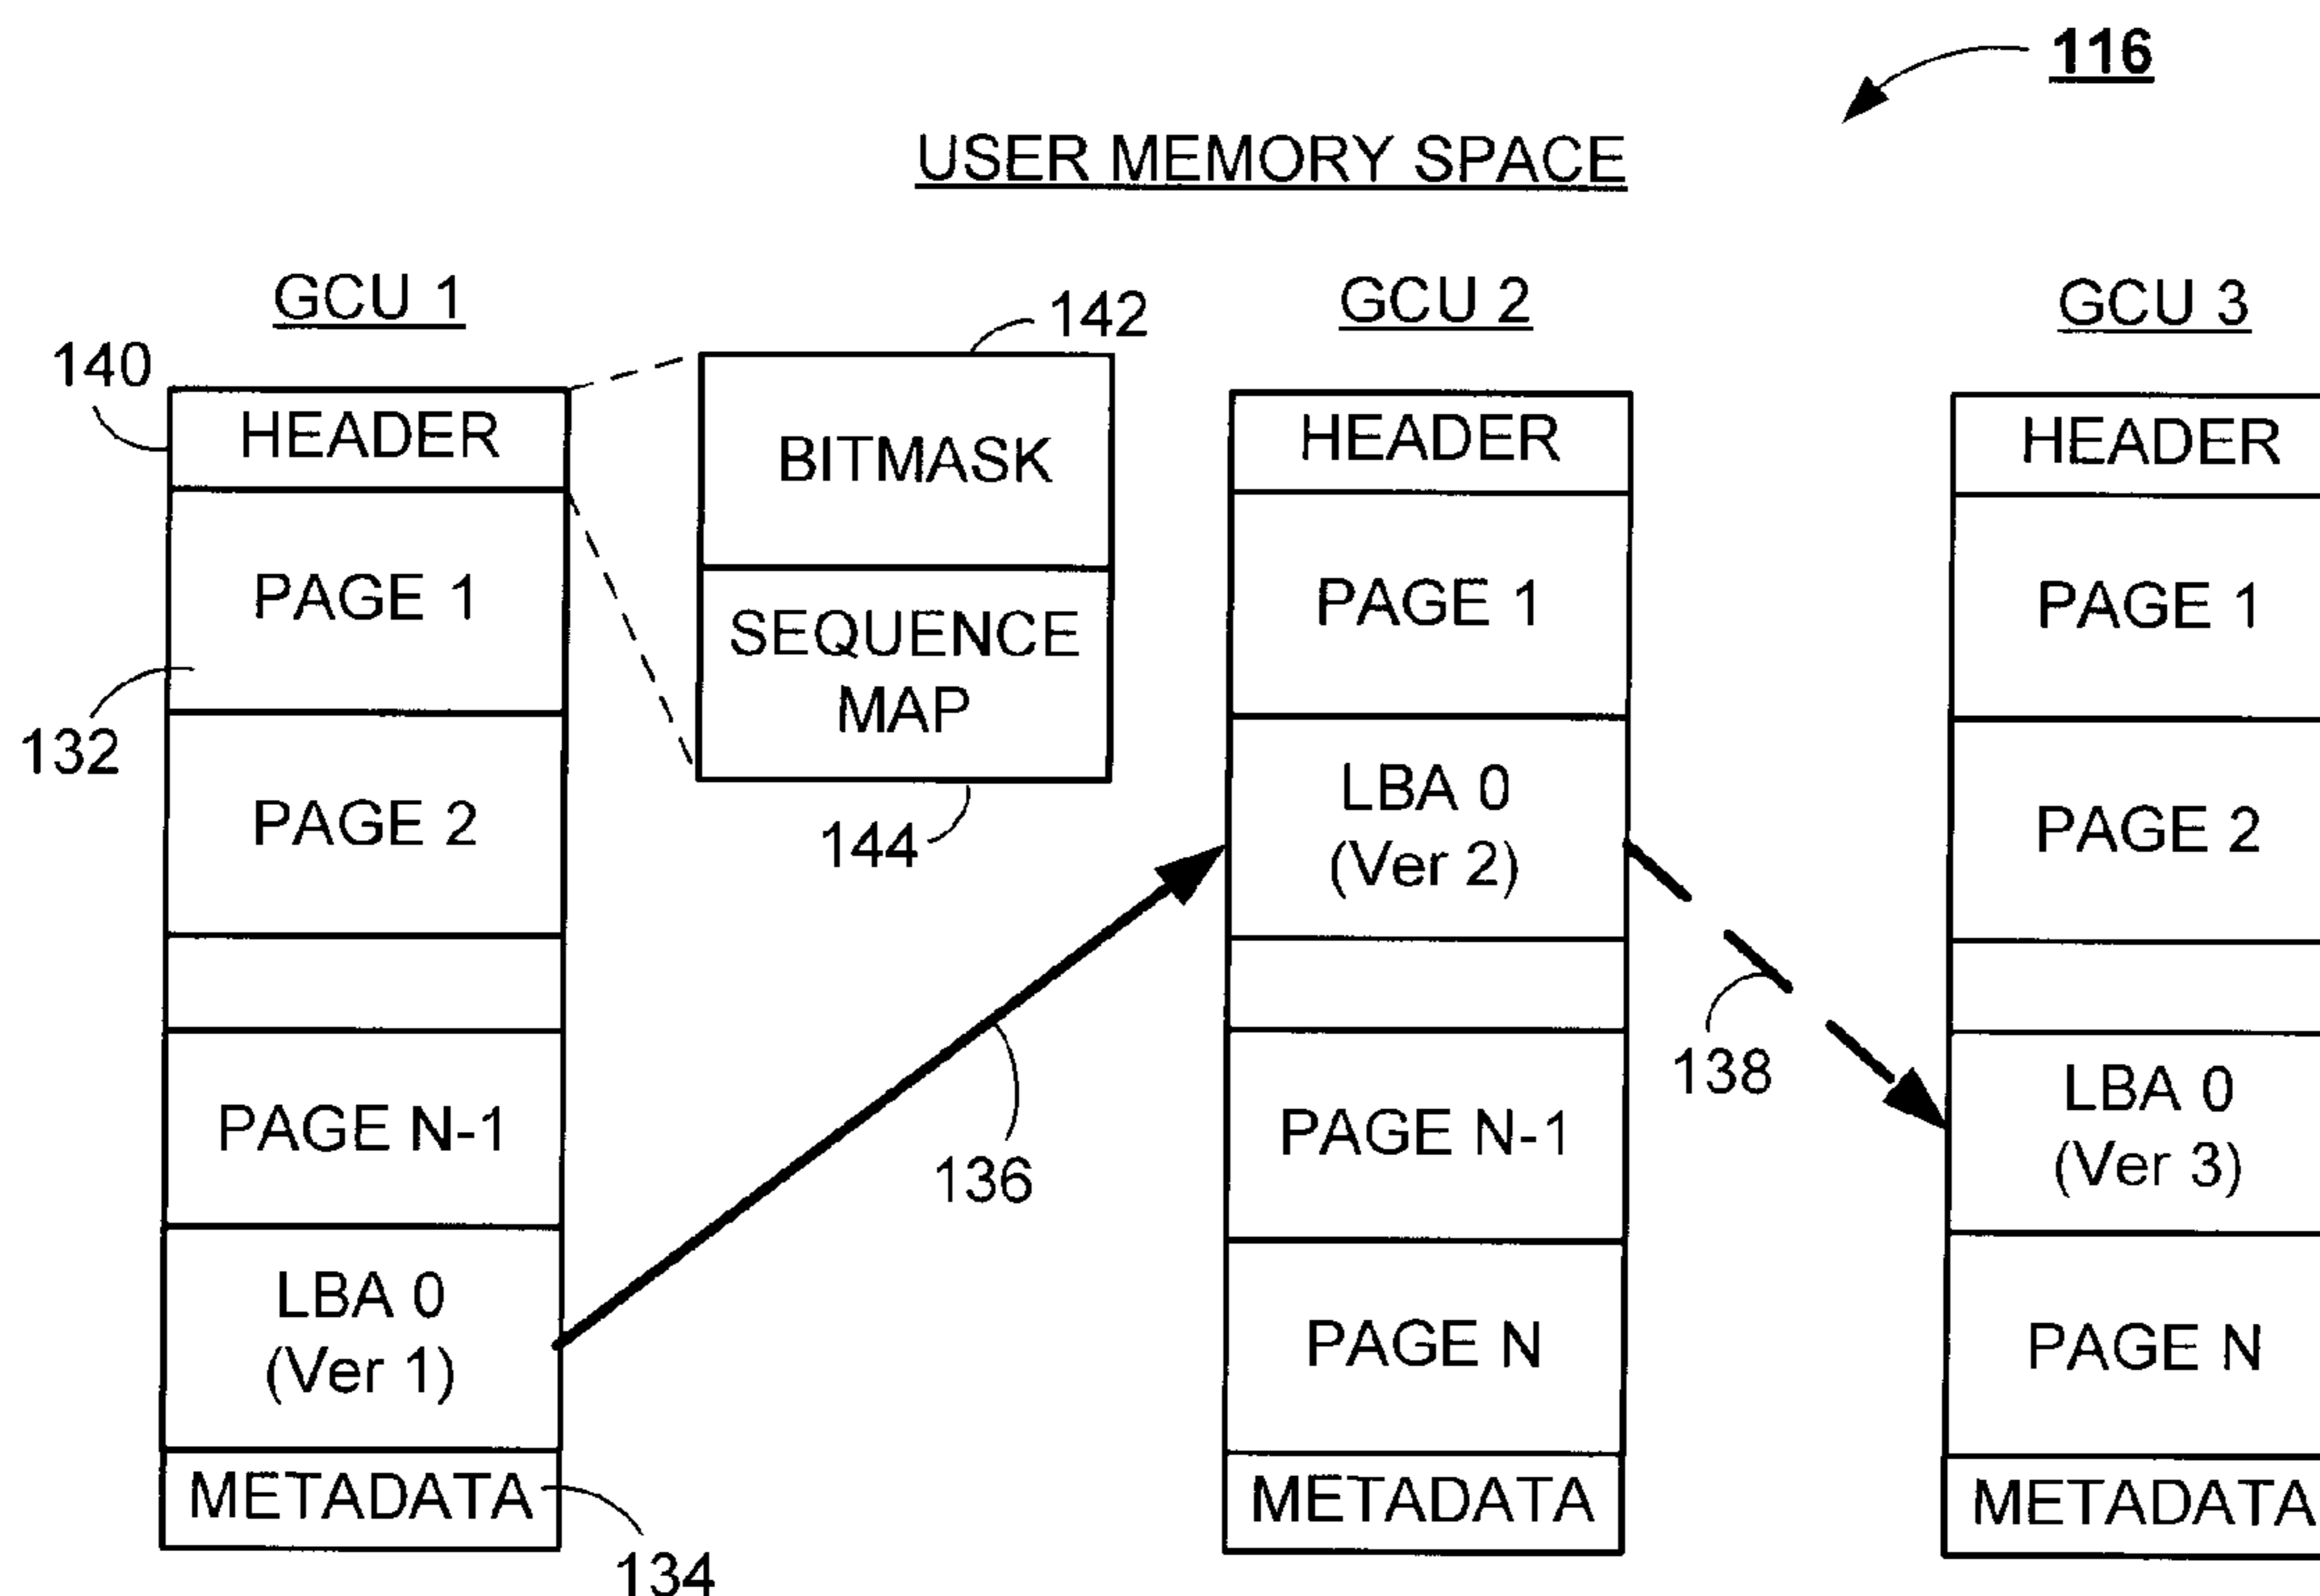 116
USER MEMORY SPACE
GCU 1
140
HEADER
PAGE 1
132
PAGE 2
PAGE N-1
LBA 0
(Ver 1)
METADATA
134
142
BITMASK
SEQUENCE
MAP
144
136
GCU 2
HEADER
PAGE 1
LBA 0
(Ver 2)
PAGE N-1
PAGE N
METADATA
138
GCU 3
HEADER
PAGE 1
PAGE 2
LBA 0
(Ver 3)
PAGE N
METADATA